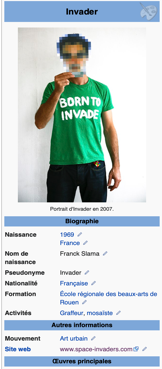 Invader
BORN TO
INVADE
Portrait d'Invader en 2007.
Biographie
Naissance 1969
France
Nom de naissance Franck Slama
Pseudonyme Invader
Nationalité Française
Formation École régionale des beaux-arts de
Rouen
Activités Graffeur, mosaïste
Autres informations
Mouvement Art urbain
Site web www.space-invaders.com
Œuvres principales